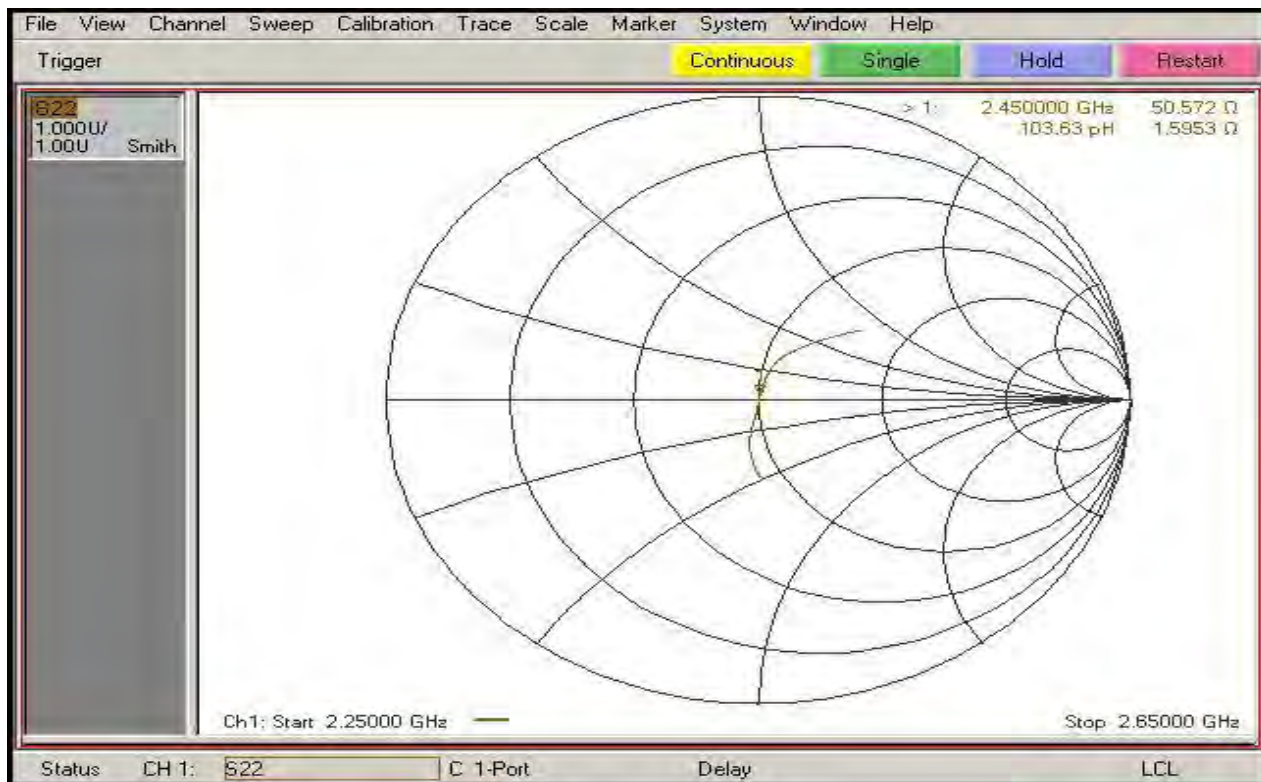 File View Channel Sweep Calibration Trace Scale Marker System Window Help
Trigger Continuous Single Hold Restart
S22
1.000U/
1.00U Smith
> 1: 2.450000 GHz 50.572 Ω
103.63 pH 1.5953 Ω
Ch1: Start 2.25000 GHz Stop 2.65000 GHz
Status CH 1: S22 C 1-Port Delay LCL